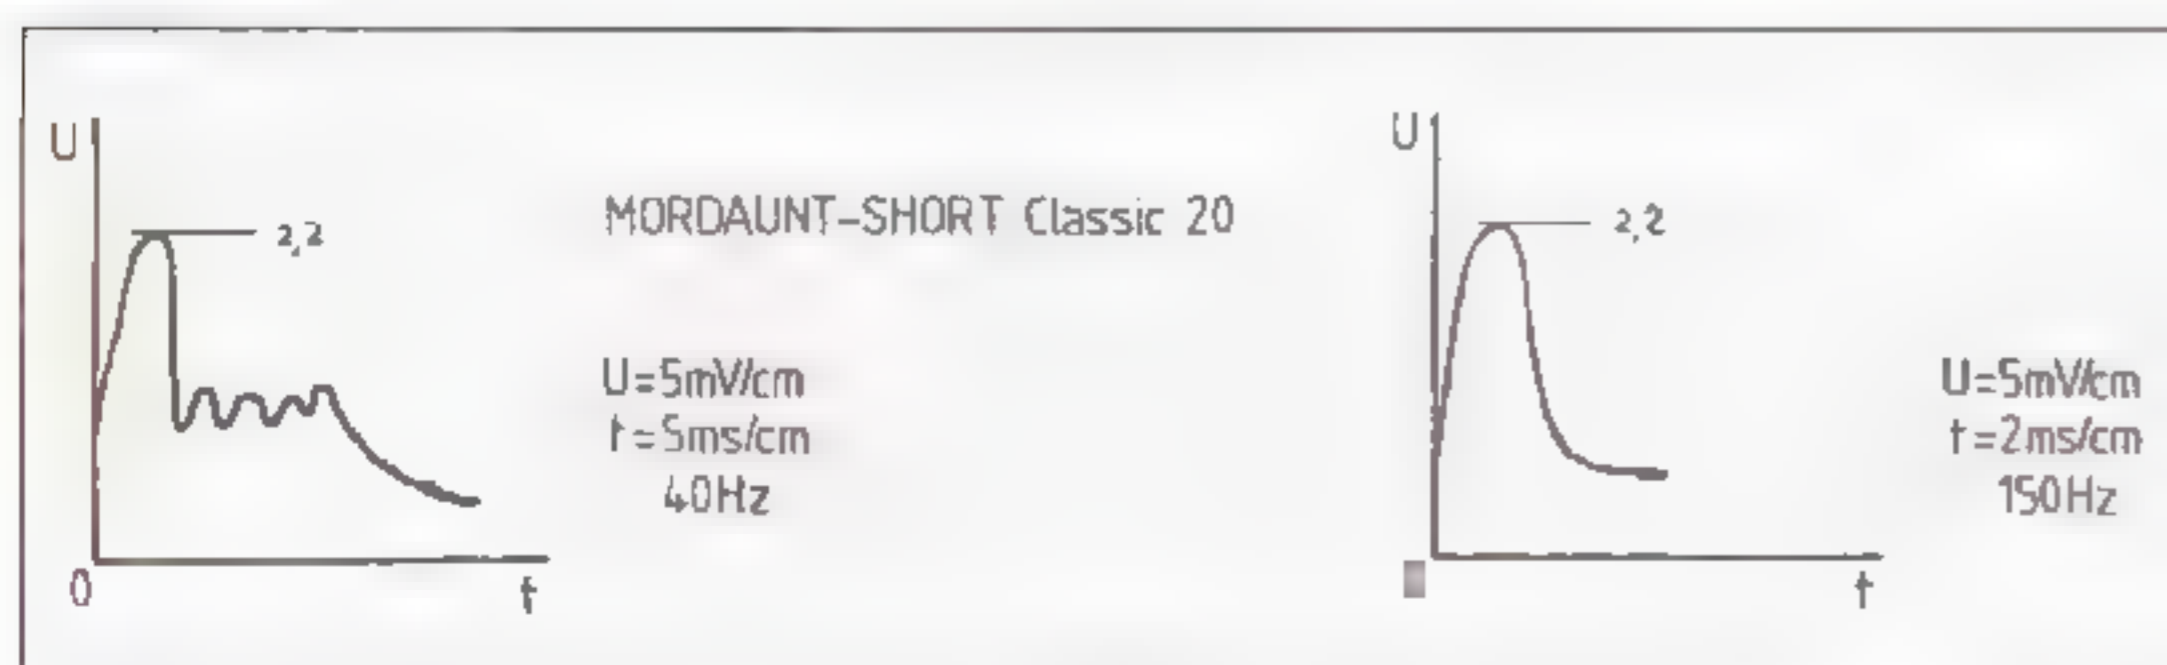 U
2,2
MORDAUNT-SHORT Classic 20
U=5mV/cm
t=5ms/cm
40Hz
0
t
U
2,2
U=5mV/cm
t=2ms/cm
150Hz
t